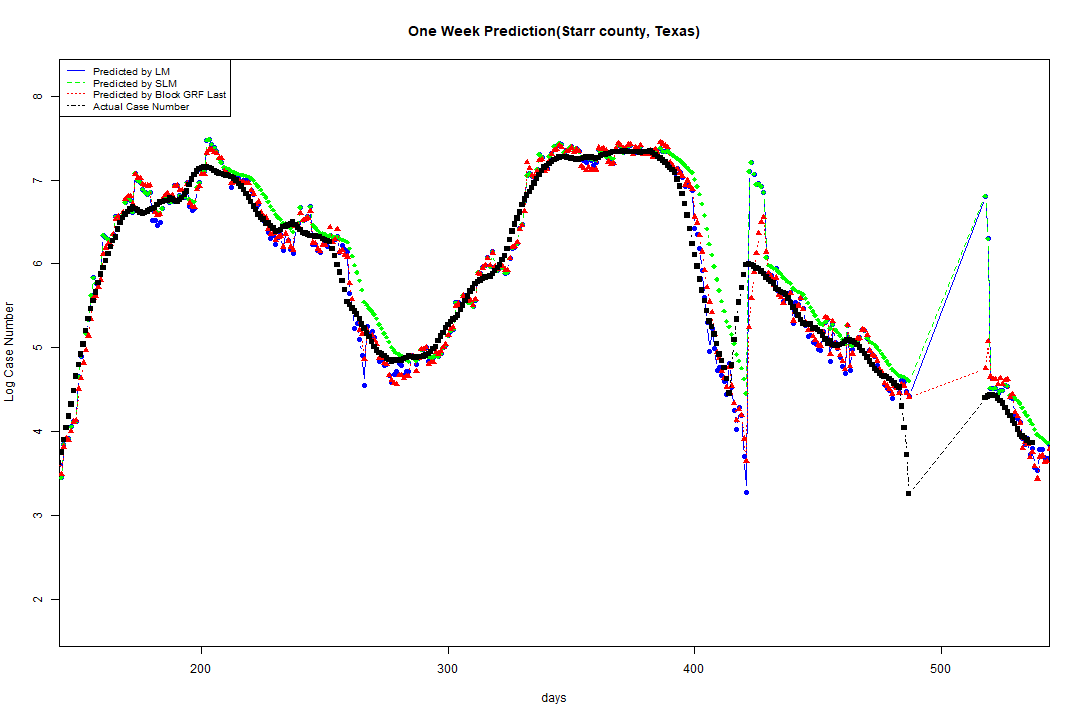 One Week Prediction(Starr county, Texas)
Predicted by LM
Predicted by SLM
Predicted by Block GRF Last
Actual Case Number
8
7
6
5
4
3
2
Log Case Number
200 300 400 500
days